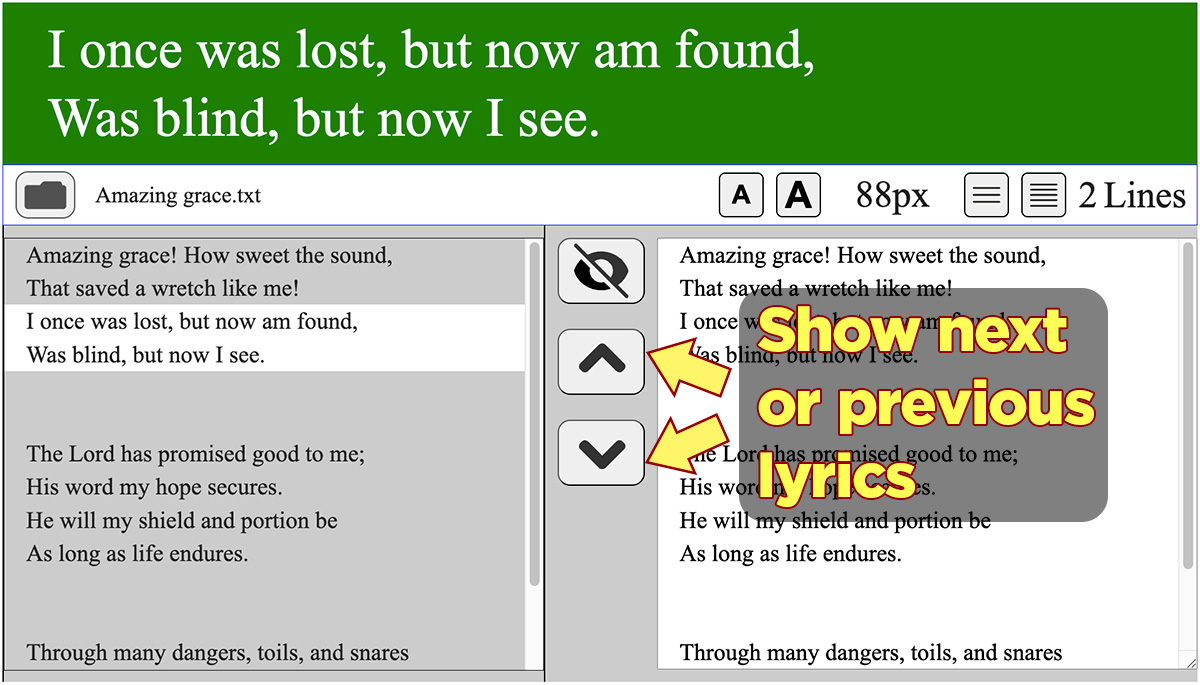 I once was lost, but now am found,
Was blind, but now I see.
Amazing grace.txt
A A 88px 2 Lines
Amazing grace! How sweet the sound,
That saved a wretch like me!
I once was lost, but now am found,
Was blind, but now I see.
The Lord has promised good to me;
His word my hope secures.
He will my shield and portion be
As long as life endures.
Through many dangers, toils, and snares
Amazing grace! How sweet the sound,
That saved a wretch like me!
I once am found
Was blind, but now I see.
The Lord has promised good to me;
His word
He will my shield and portion be
As long as life endures.
Through many dangers, toils, and snares
Show next
or previous
lyrics